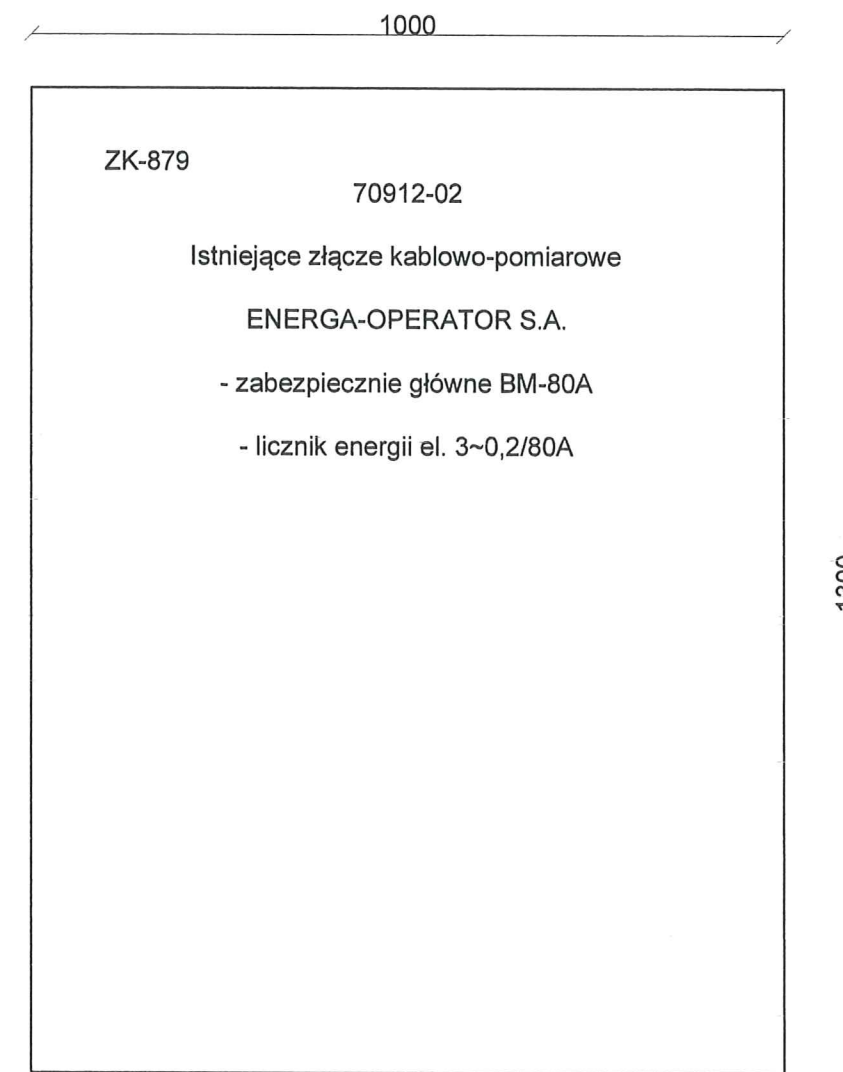 1000
ZK-879
70912-02
Istniejące złącze kablowo-pomiarowe
ENERGA-OPERATOR S.A.
- zabezpiecznie główne BM-80A
- licznik energii el. 3~0,2/80A